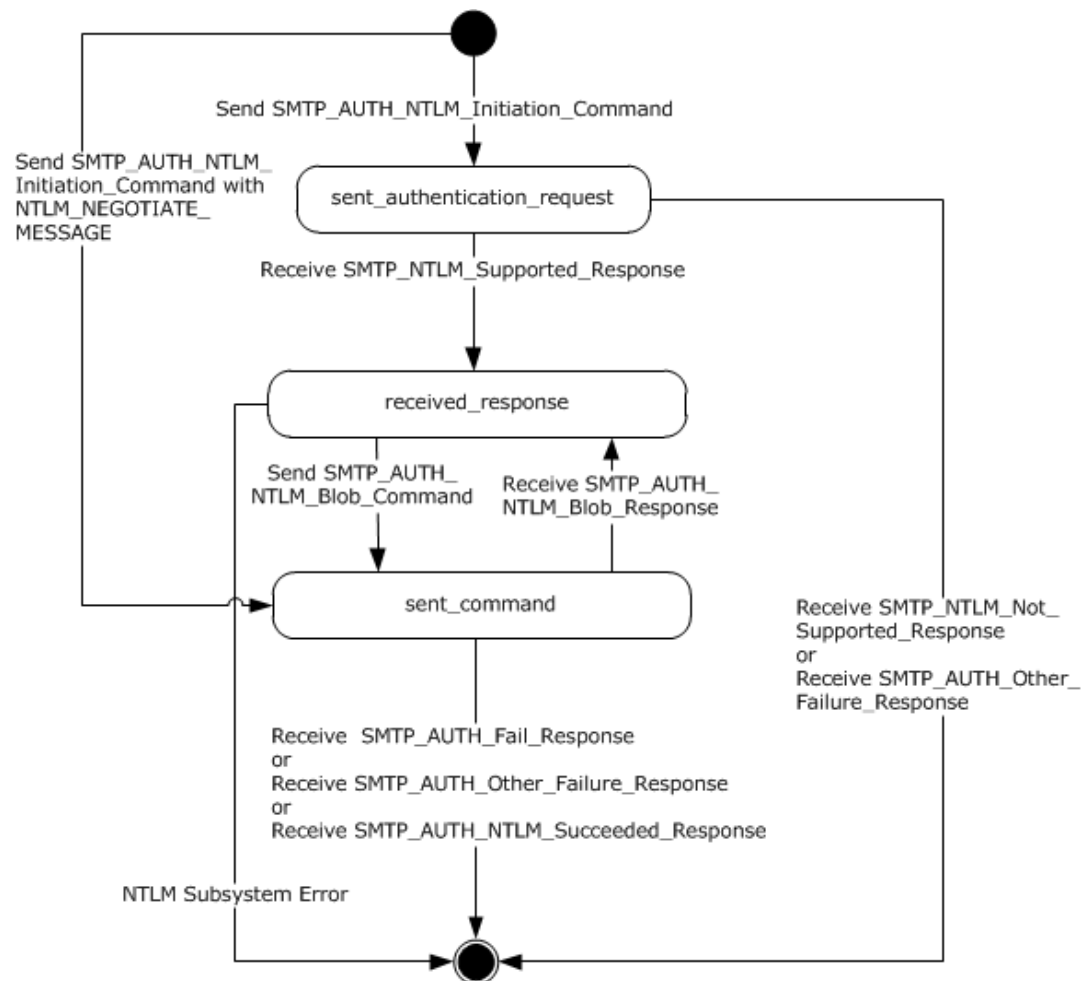 Send SMTP_AUTH_NTLM_Initiation_Command
Send SMTP_AUTH_NTLM_
Initiation_Command with
NTLM_NEGOTIATE_
MESSAGE
sent_authentication_request
Receive SMTP_NTLM_Supported_Response
received_response
Send SMTP_AUTH_
NTLM_Blob_Command
Receive SMTP_AUTH_
NTLM_Blob_Response
sent_command
Receive SMTP_NTLM_Not_
Supported_Response
or
Receive SMTP_AUTH_Other_
Failure_Response
Receive SMTP_AUTH_Fail_Response
or
Receive SMTP_AUTH_Other_Failure_Response
or
Receive SMTP_AUTH_NTLM_Succeeded_Response
NTLM Subsystem Error